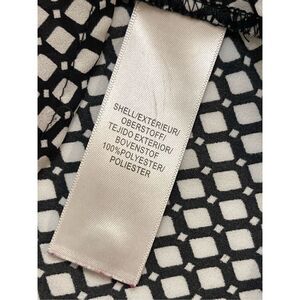 SHELL/EXTÉRIEUR/
OBERSTOFF/
TEJIDO EXTERIOR/
BOVENSTOF
100%POLYESTER/
POLIESTER